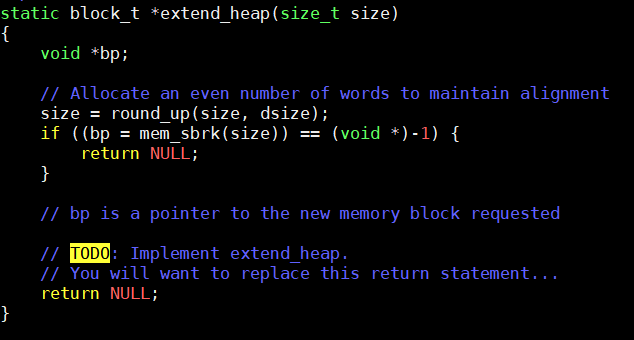 static block_t *extend_heap(size_t size)
{
    void *bp;

    // Allocate an even number of words to maintain alignment
    size = round_up(size, dsize);
    if ((bp = mem_sbrk(size)) == (void *)-1) {
        return NULL;
    }

    // bp is a pointer to the new memory block requested

    // TODO: Implement extend_heap.
    // You will want to replace this return statement...
    return NULL;
}